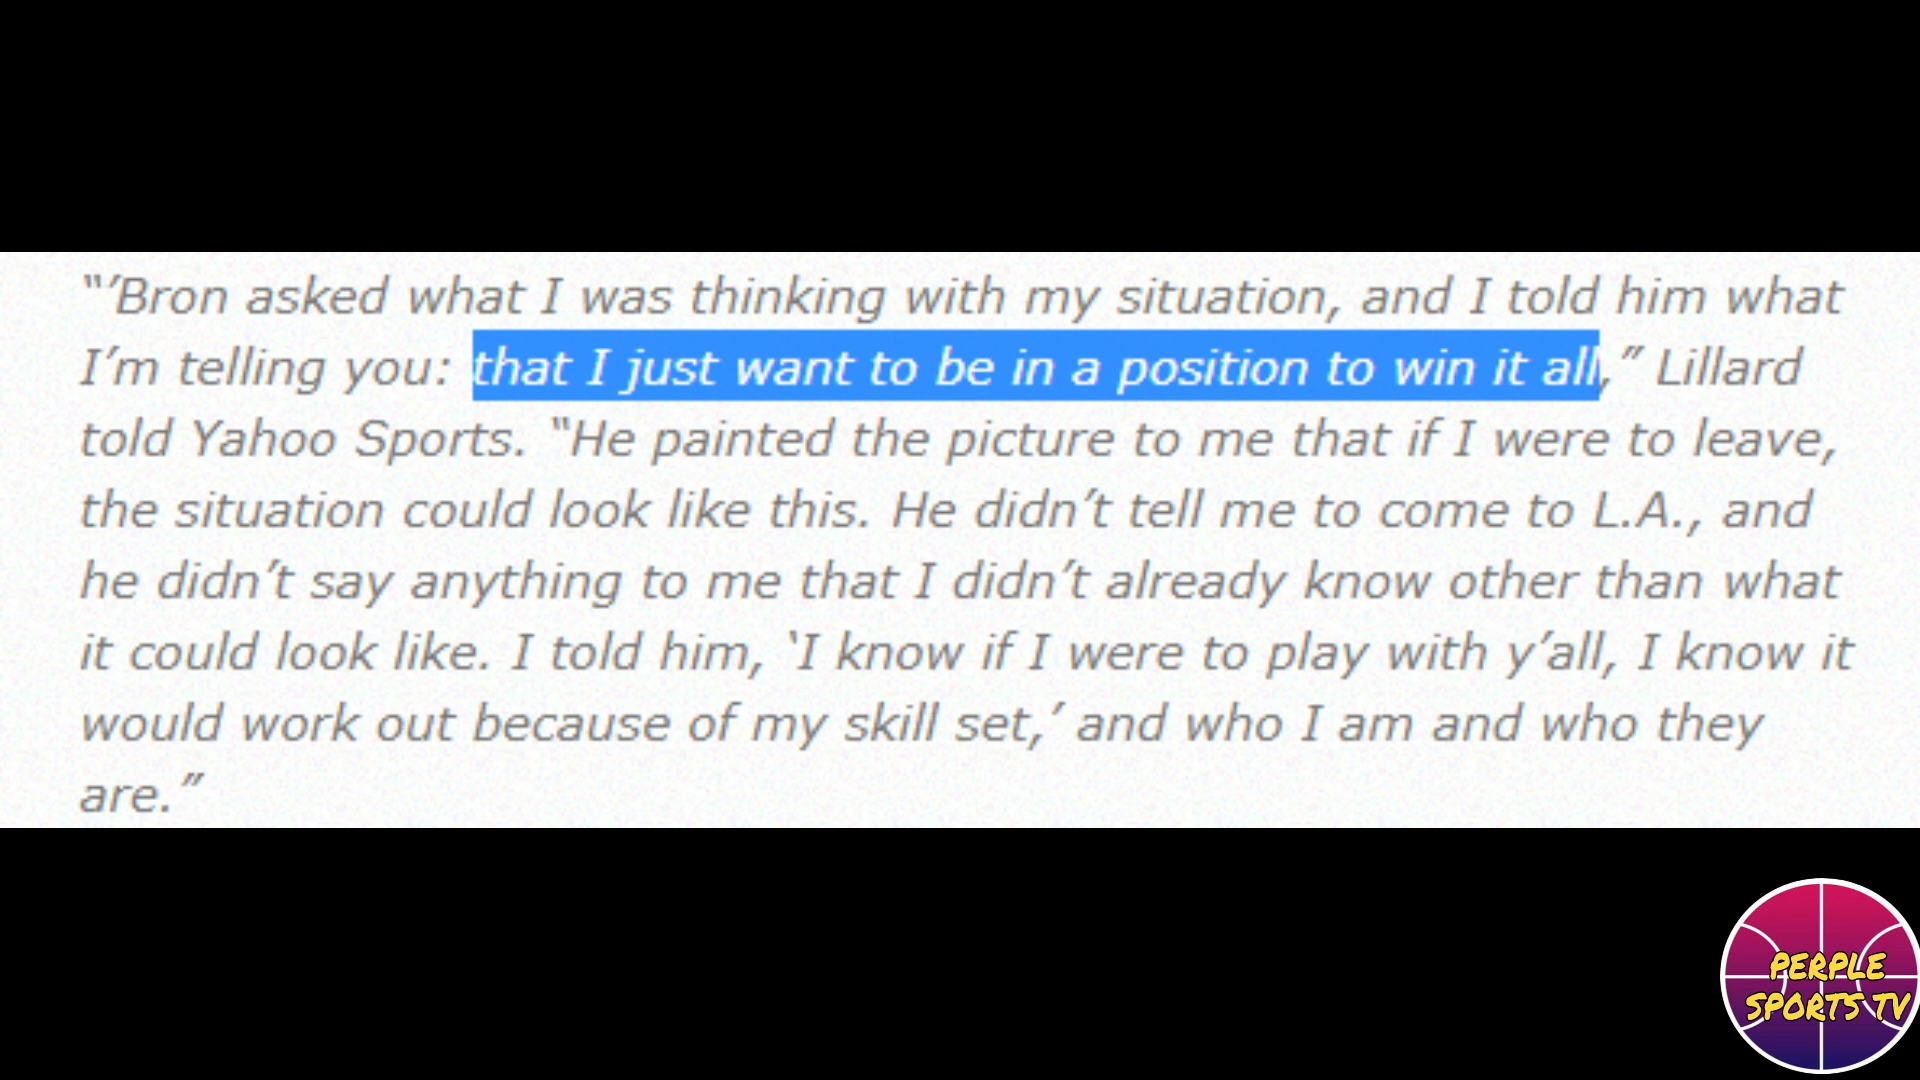 “’Bron asked what I was thinking with my situation, and I told him what
I’m telling you: that I just want to be in a position to win it all,” Lillard
told Yahoo Sports. “He painted the picture to me that if I were to leave,
the situation could look like this. He didn’t tell me to come to L.A., and
he didn’t say anything to me that I didn’t already know other than what
it could look like. I told him, ‘I know if I were to play with y’all, I know it
would work out because of my skill set,’ and who I am and who they
are.”
PERPLE
SPORTS TV